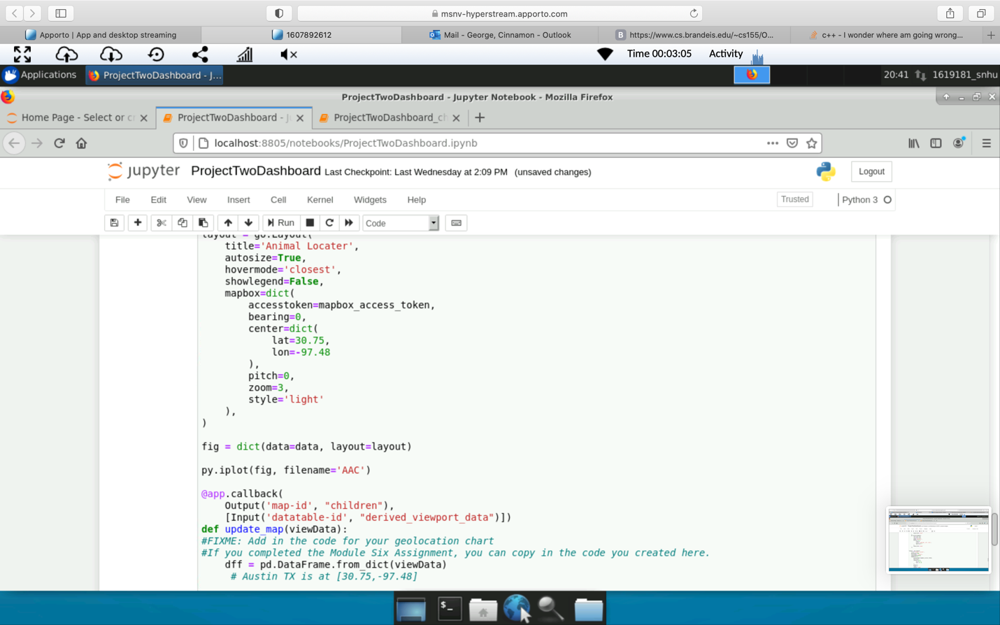 msnv-hyperstream.apporto.com
Apporto | App and desktop streaming
1607892612
Mail - George, Cinnamon - Outlook
B https://www.cs.brandeis.edu/~cs155/O...
c++ - I wonder where am going wrong...
Time 00:03:05 Activity
Applications ProjectTwoDashboard - J...
20:41 1619181_snhu
ProjectTwoDashboard - Jupyter Notebook - Mozilla Firefox
Home Page - Select or c
ProjectTwoDashboard -
ProjectTwoDashboard_ch
localhost:8805/notebooks/ProjectTwoDashboard.ipynb
jupyter ProjectTwoDashboard Last Checkpoint: Last Wednesday at 2:09 PM (unsaved changes)
Logout
File Edit View Insert Cell Kernel Widgets Help
Trusted Python 3
Run Code
layout = go.Layout(
title='Animal Locater',
autosize=True,
hovermode='closest',
showlegend=False,
mapbox=dict(
accesstoken=mapbox_access_token,
bearing=0,
center=dict(
lat=30.75,
lon=-97.48
),
pitch=0,
zoom=3,
style='light'
),
)
fig = dict(data=data, layout=layout)
py.iplot(fig, filename='AAC')
@app.callback(
Output('map-id', "children"),
[Input('datatable-id', "derived_viewport_data")])
def update_map(viewData):
#FIXME: Add in the code for your geolocation chart
#If you completed the Module Six Assignment, you can copy in the code you created here.
dff = pd.DataFrame.from_dict(viewData)
# Austin TX is at [30.75,-97.48]
$_